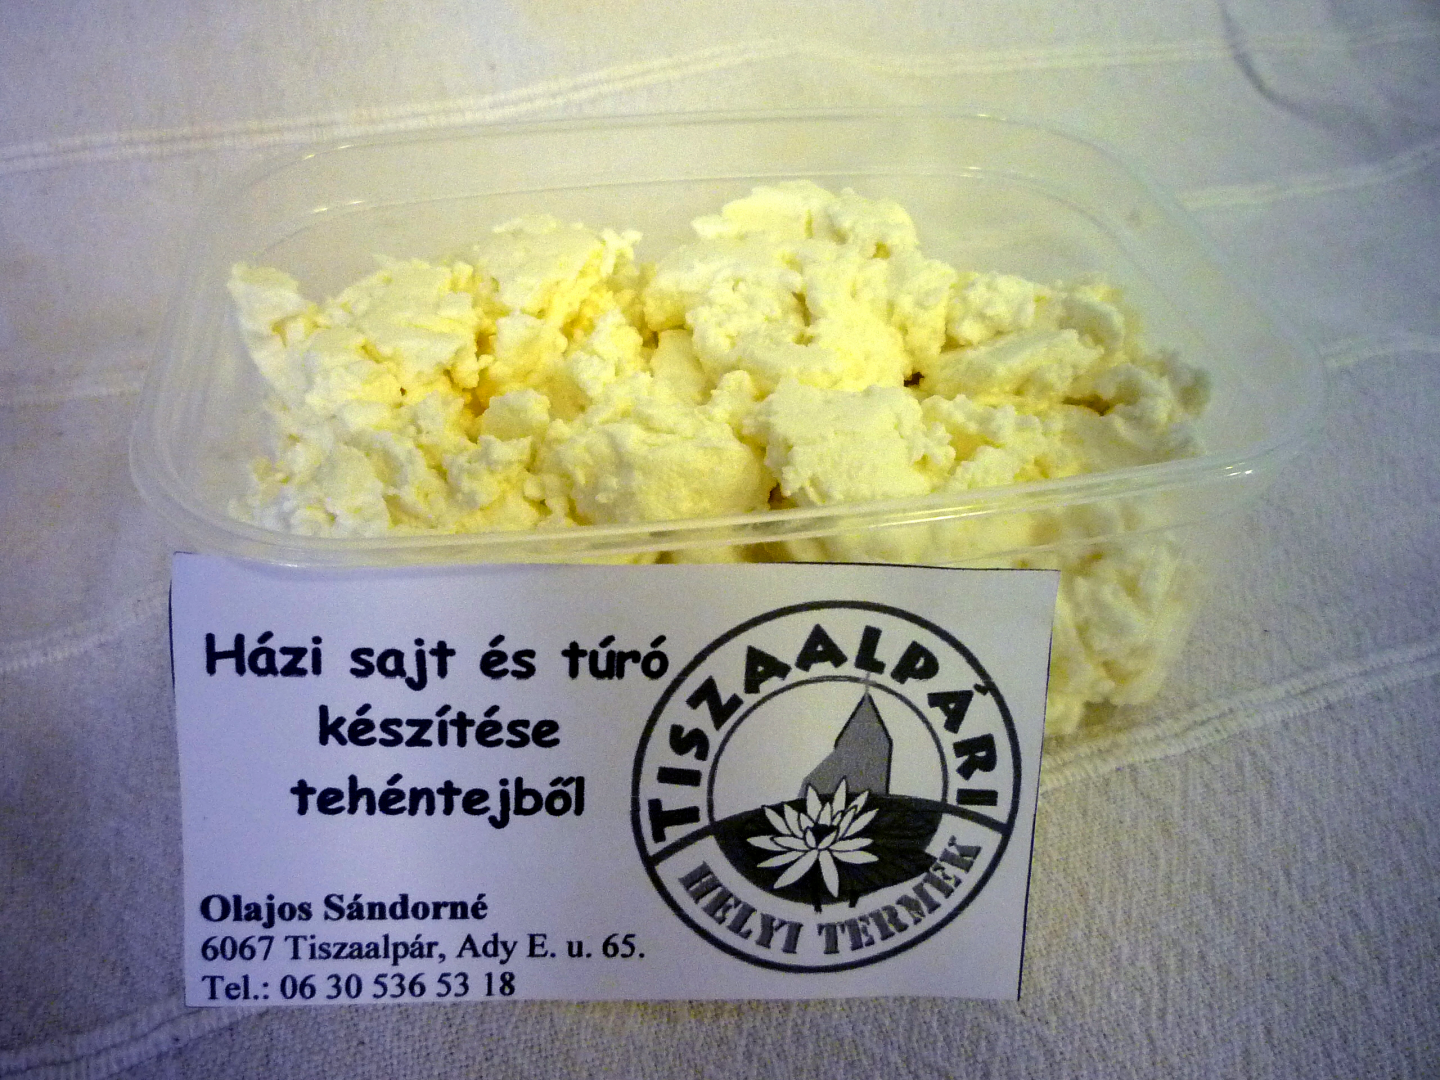 Házi sajt és túró
készítése
tehéntejből
Olajos Sándorné
6067 Tiszaalpár, Ady E. u. 65.
Tel.: 06 30 536 53 18
TISZAALPÁRI
HELYI TERMÉK